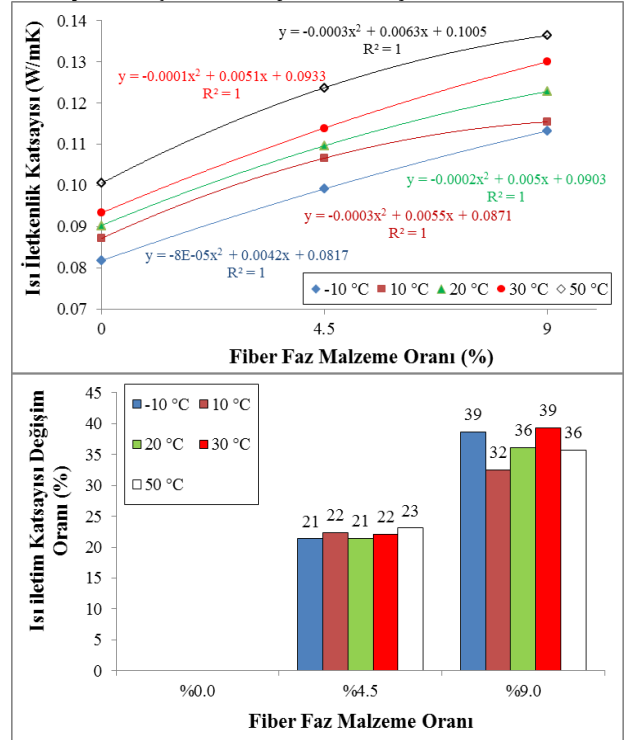 0.14
0.13
0.12
0.11
0.10
0.09
0.08
0.07
Isı İletkenlik Katsayısı (W/mK)
y = -0.0003x² + 0.0063x + 0.1005
R² = 1
y = -0.0001x² + 0.0051x + 0.0933
R² = 1
y = -0.0002x² + 0.005x + 0.0903
R² = 1
y = -0.0003x² + 0.0055x + 0.0871
R² = 1
y = -8E-05x² + 0.0042x + 0.0817
R² = 1
-10 °C 10 °C 20 °C 30 °C 50 °C
0 4.5 9
Fiber Faz Malzeme Oranı (%)
45
40
35
30
25
20
15
10
5
0
Isı iletim Katsayısı Değişim
Oranı (%)
-10 °C 10 °C
20 °C 30 °C
50 °C
21 22 21 22 23
39 32 36 39 36
%0.0 %4.5 %9.0
Fiber Faz Malzeme Oranı